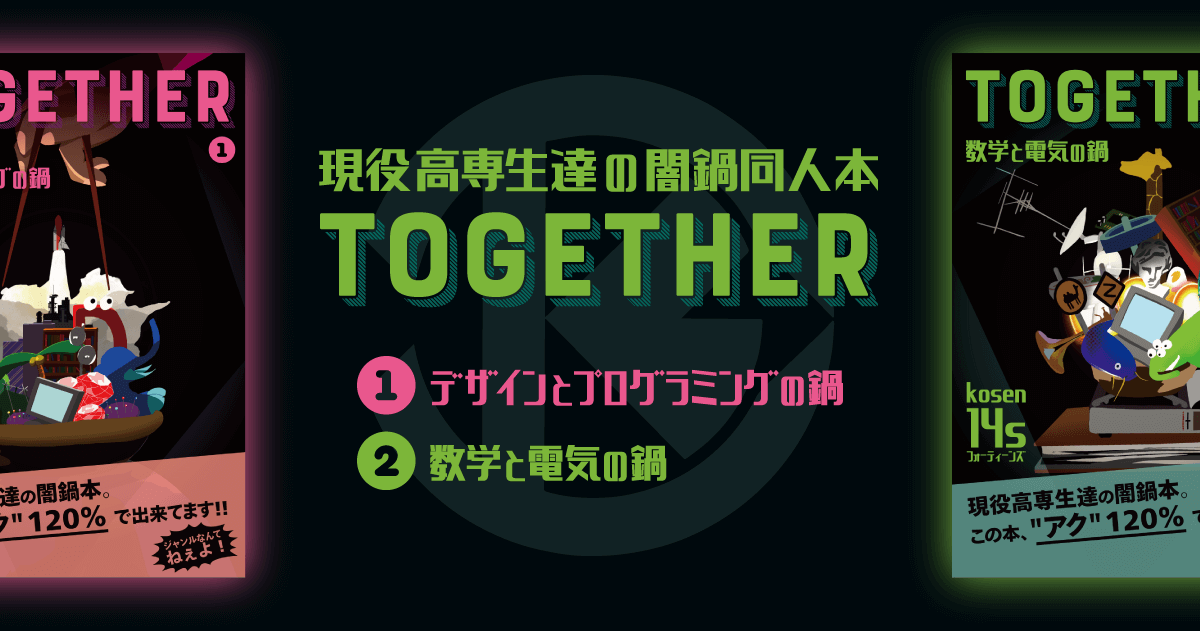 GETHER
1
グの鍋
達の闇鍋本。
ク" 120% で出来てます!!
ジャンルなんて
ねぇよ!
現役高専生達の闇鍋同人本
TOGETHER
1 デザインとプログラミングの鍋
2 数学と電気の鍋
TOGETH
数学と電気の鍋
kosen
14s
フォーティーンズ
現役高専生達の闇鍋本。
この本、"アク" 120% で